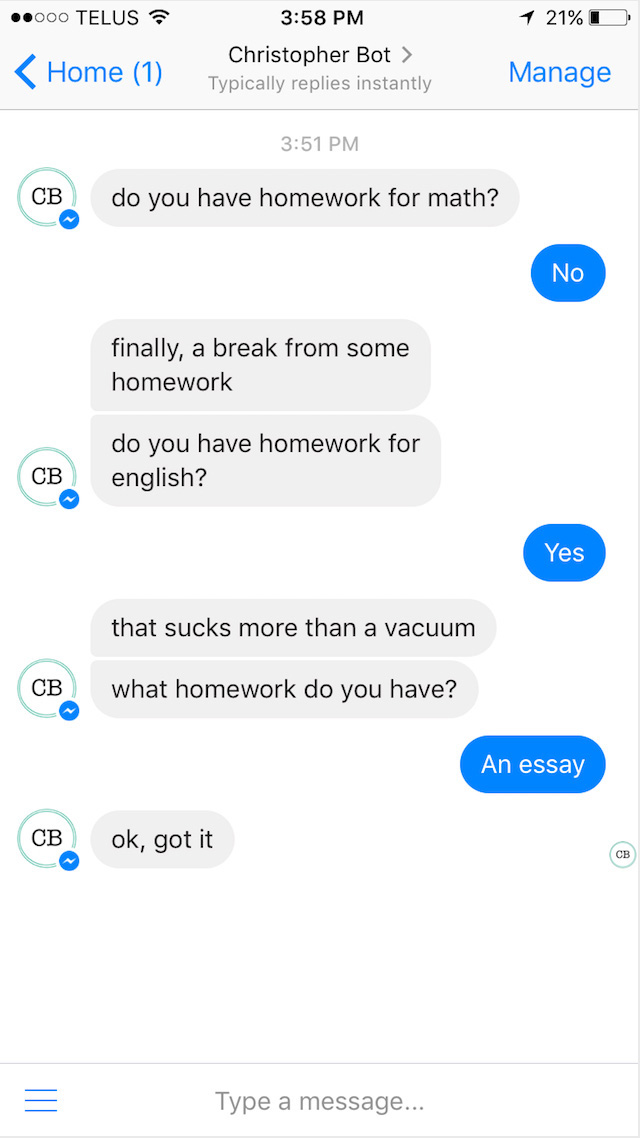 TELUS 3:58 PM 21%
Home (1) Christopher Bot Manage
Typically replies instantly
3:51 PM
CB do you have homework for math?
No
finally, a break from some
homework
do you have homework for
CB english?
Yes
that sucks more than a vacuum
CB what homework do you have?
An essay
CB ok, got it
CB
Type a message...